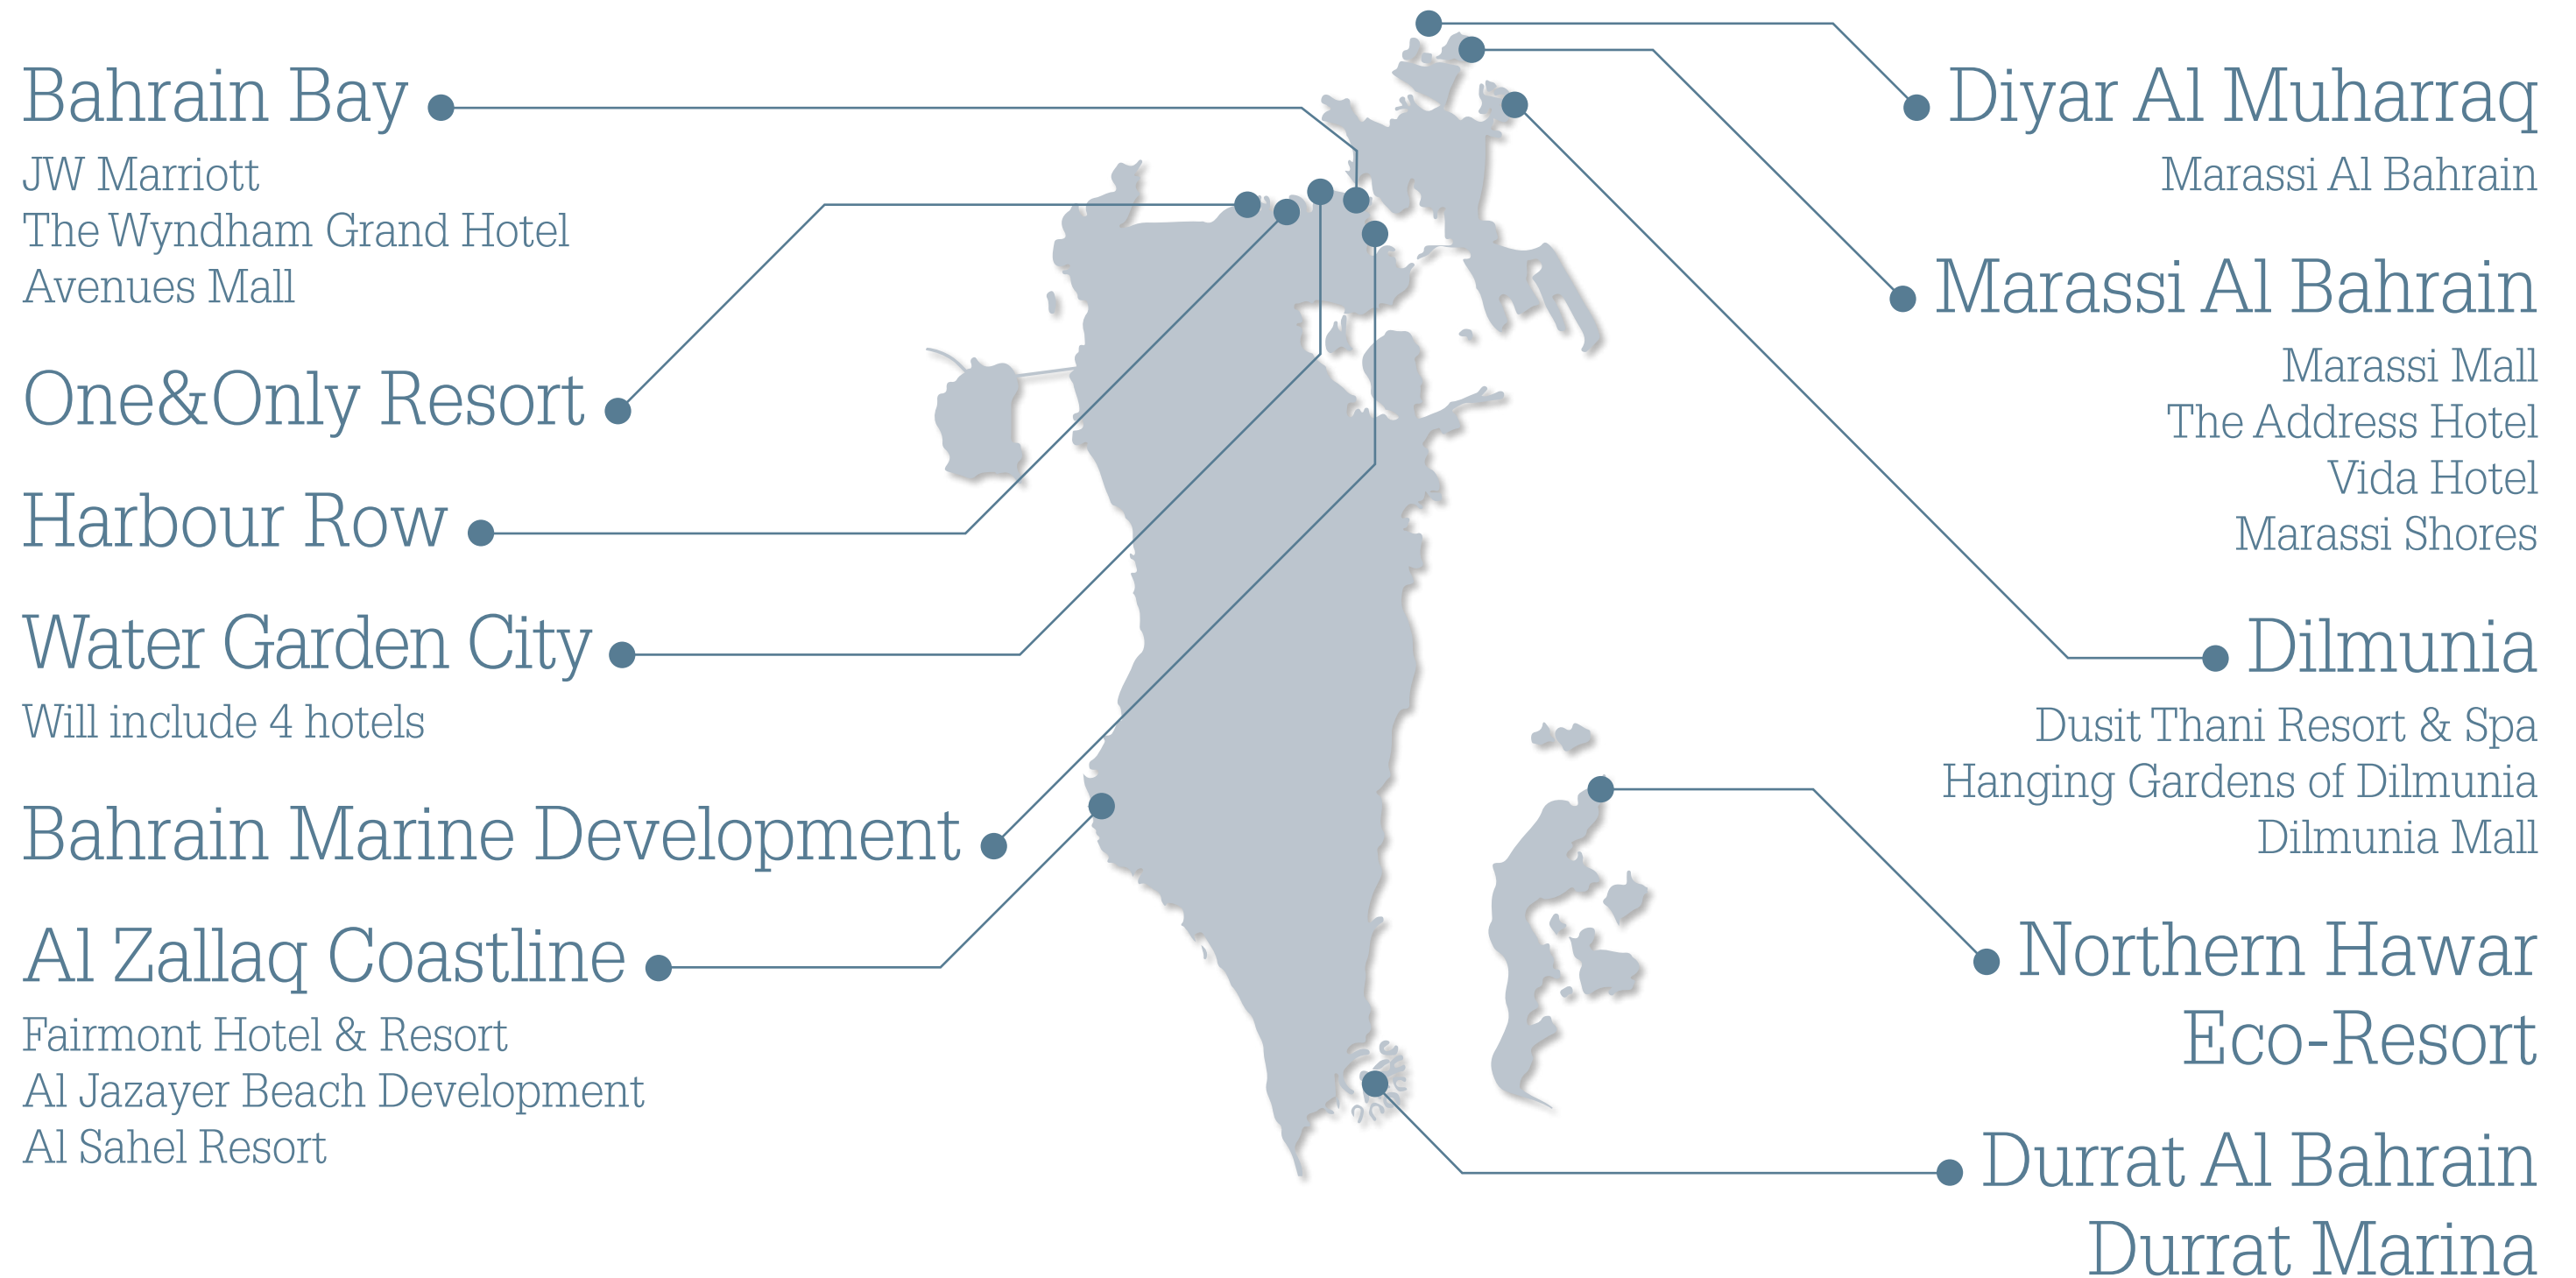 Bahrain Bay
JW Marriott
The Wyndham Grand Hotel
Avenues Mall
One&Only Resort
Harbour Row
Water Garden City
Will include 4 hotels
Bahrain Marine Development
Al Zallaq Coastline
Fairmont Hotel & Resort
Al Jazayer Beach Development
Al Sahel Resort
Diyar Al Muharraq
Marassi Al Bahrain
Marassi Al Bahrain
Marassi Mall
The Address Hotel
Vida Hotel
Marassi Shores
Dilmunia
Dusit Thani Resort & Spa
Hanging Gardens of Dilmunia
Dilmunia Mall
Northern Hawar
Eco-Resort
Durrat Al Bahrain
Durrat Marina